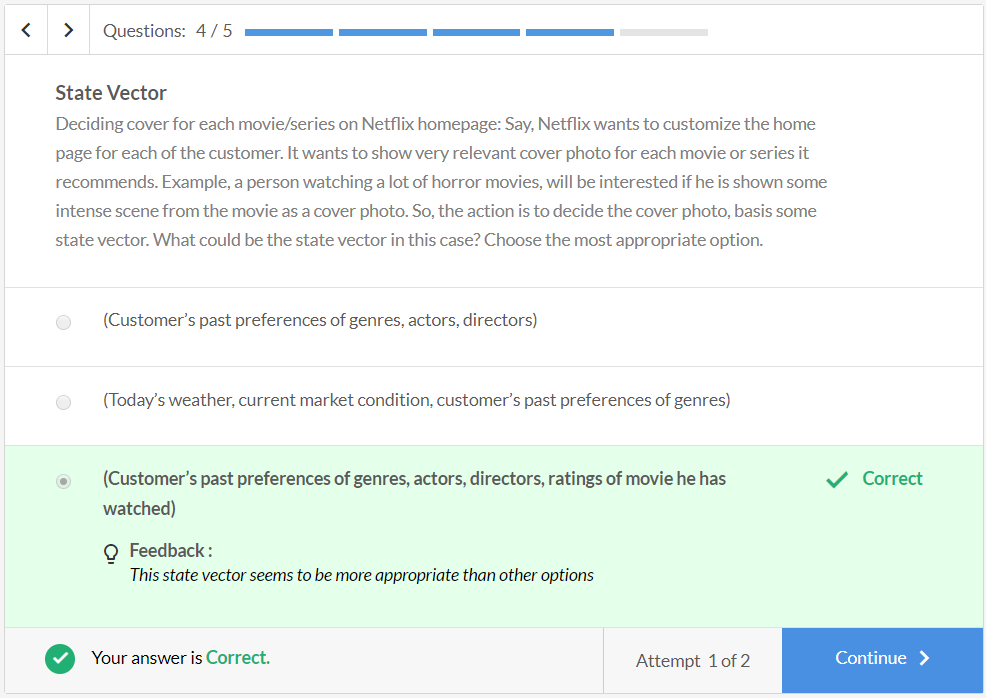 Questions: 4 / 5
State Vector
Deciding cover for each movie/series on Netflix homepage: Say, Netflix wants to customize the home
page for each of the customer. It wants to show very relevant cover photo for each movie or series it
recommends. Example, a person watching a lot of horror movies, will be interested if he is shown some
intense scene from the movie as a cover photo. So, the action is to decide the cover photo, basis some
state vector. What could be the state vector in this case? Choose the most appropriate option.
(Customer’s past preferences of genres, actors, directors)
(Today’s weather, current market condition, customer’s past preferences of genres)
(Customer’s past preferences of genres, actors, directors, ratings of movie he has
watched)
Correct
Feedback :
This state vector seems to be more appropriate than other options
Your answer is Correct.
Attempt 1 of 2
Continue